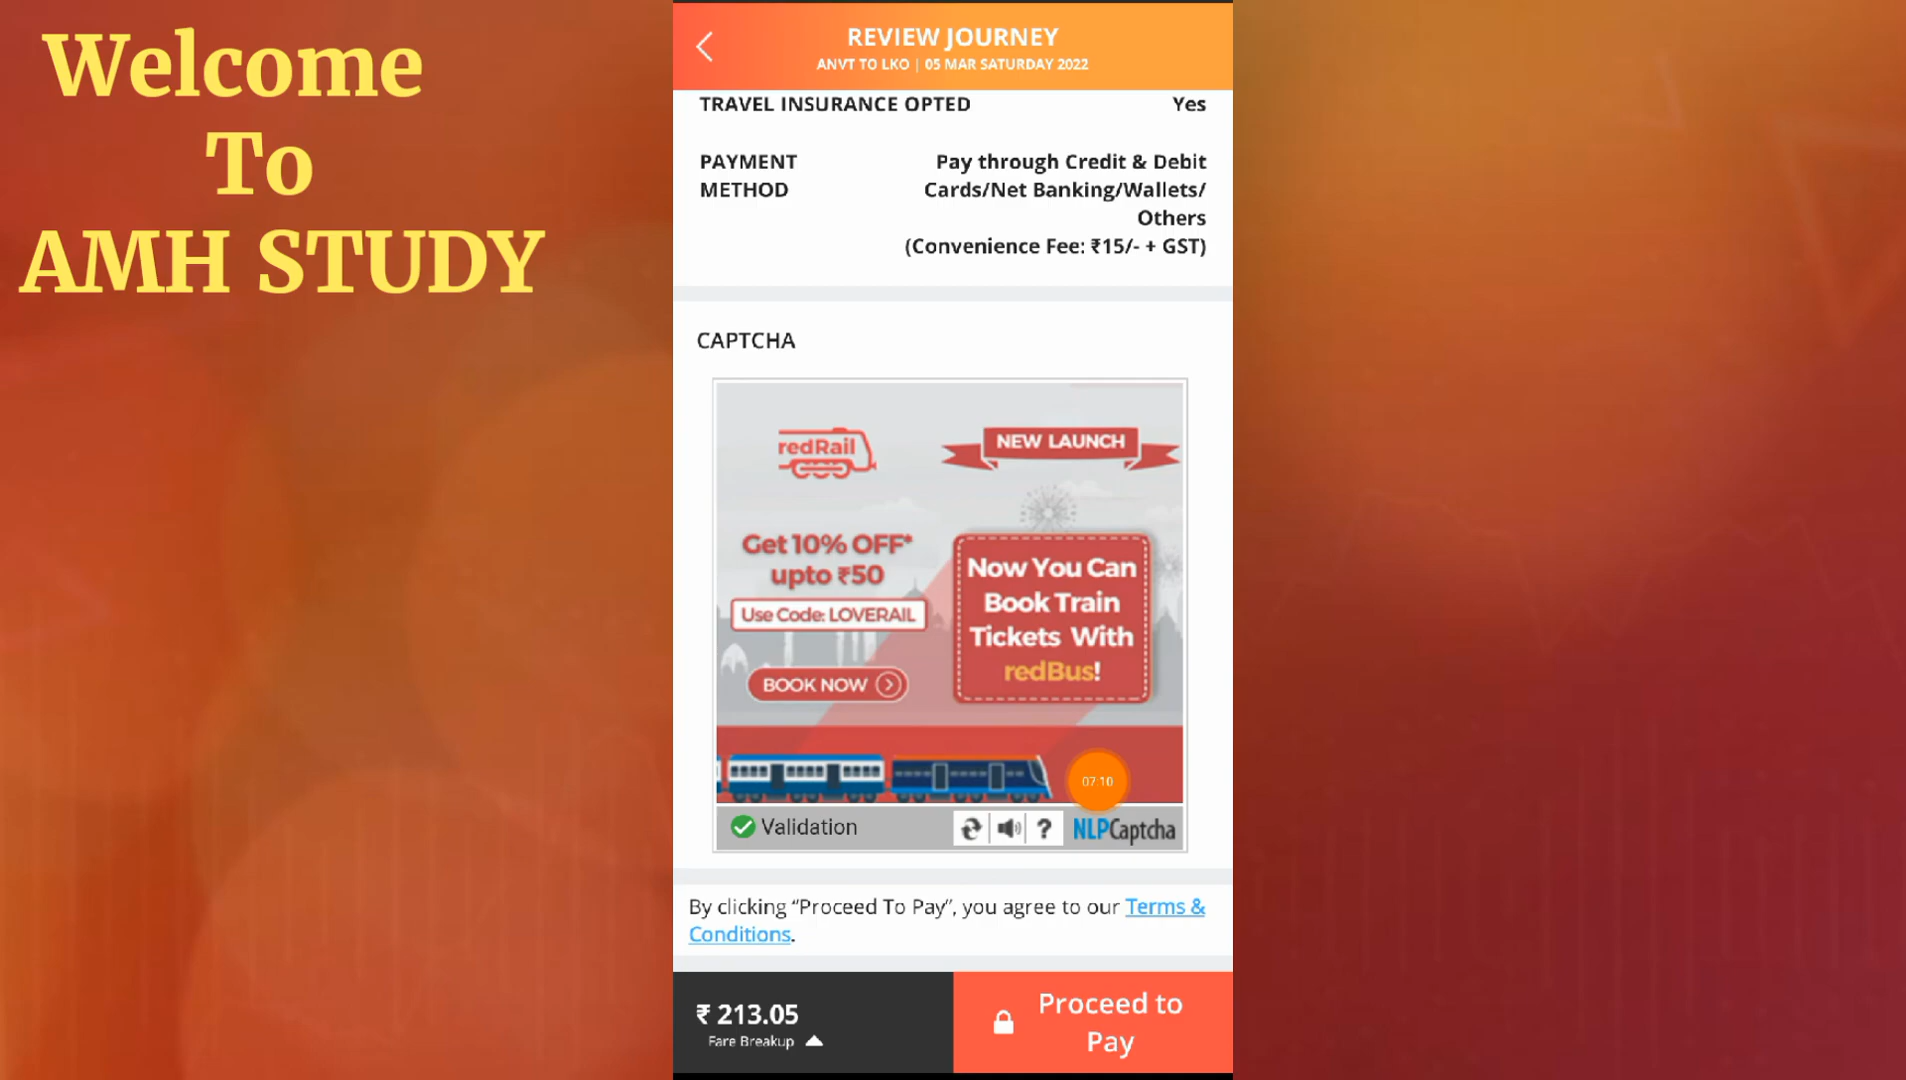 Welcome
To
AMH STUDY
REVIEW JOURNEY
ANVT TO LKO | 05 MAR SATURDAY 2022
TRAVEL INSURANCE OPTED Yes
PAYMENT METHOD
Pay through Credit & Debit
Cards/Net Banking/Wallets/
Others
(Convenience Fee: ₹15/- + GST)
CAPTCHA
redRail
NEW LAUNCH
Get 10% OFF*
upto ₹50
Use Code: LOVERAIL
BOOK NOW
Now You Can
Book Train
Tickets With
redBus!
07:10
Validation
?
NLPCaptcha
By clicking “Proceed To Pay”, you agree to our Terms &
Conditions.
₹ 213.05
Fare Breakup
Proceed to
Pay